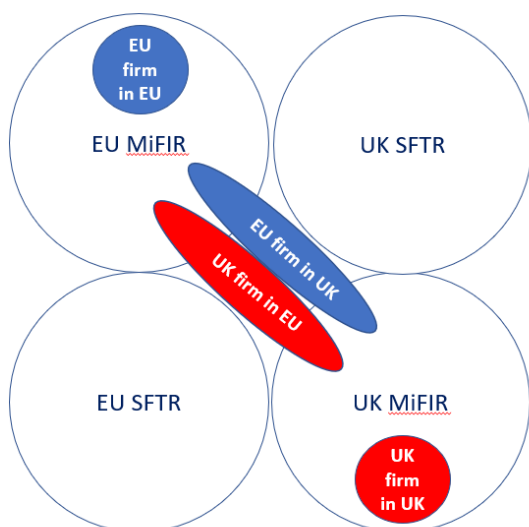 EU
firm
in EU
EU MiFIR
UK SFTR
EU firm in UK
UK firm in EU
EU SFTR
UK MiFIR
UK
firm
in UK